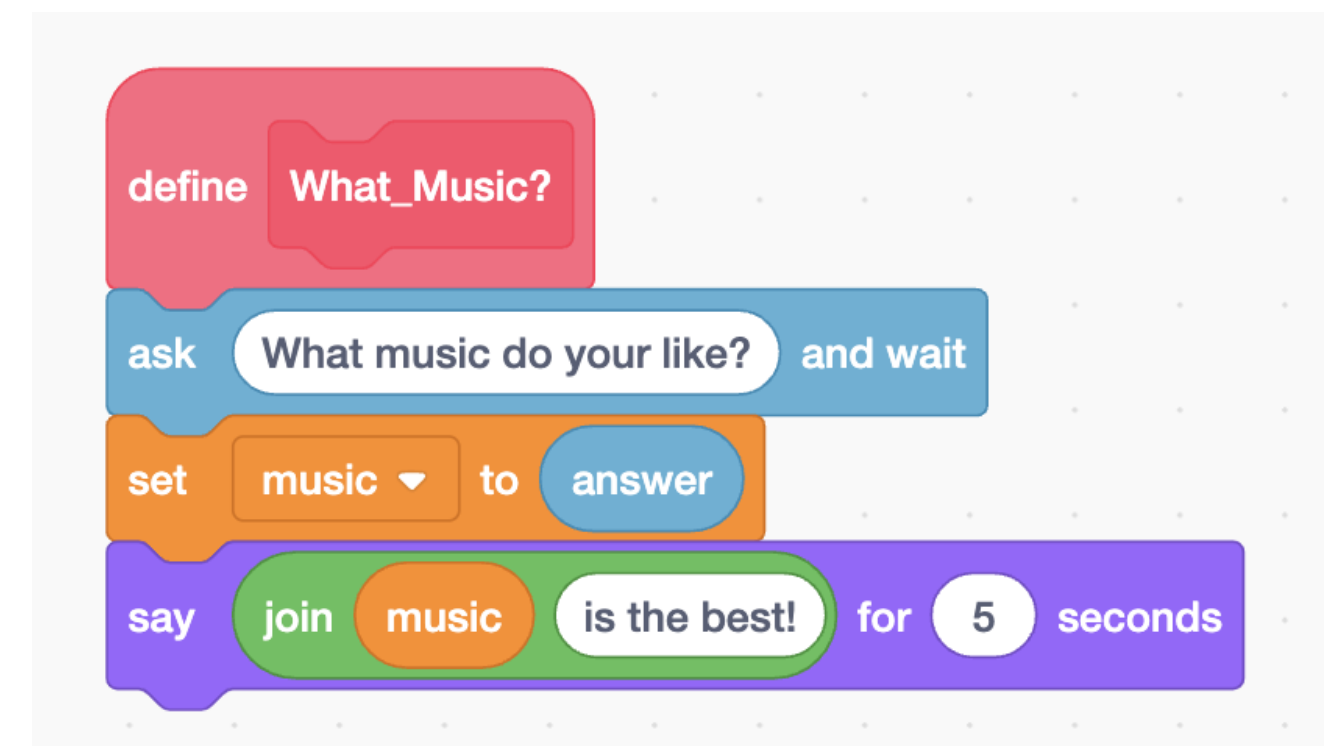 define What_Music?
ask What music do your like? and wait
set music to answer
say join music is the best! for 5 seconds